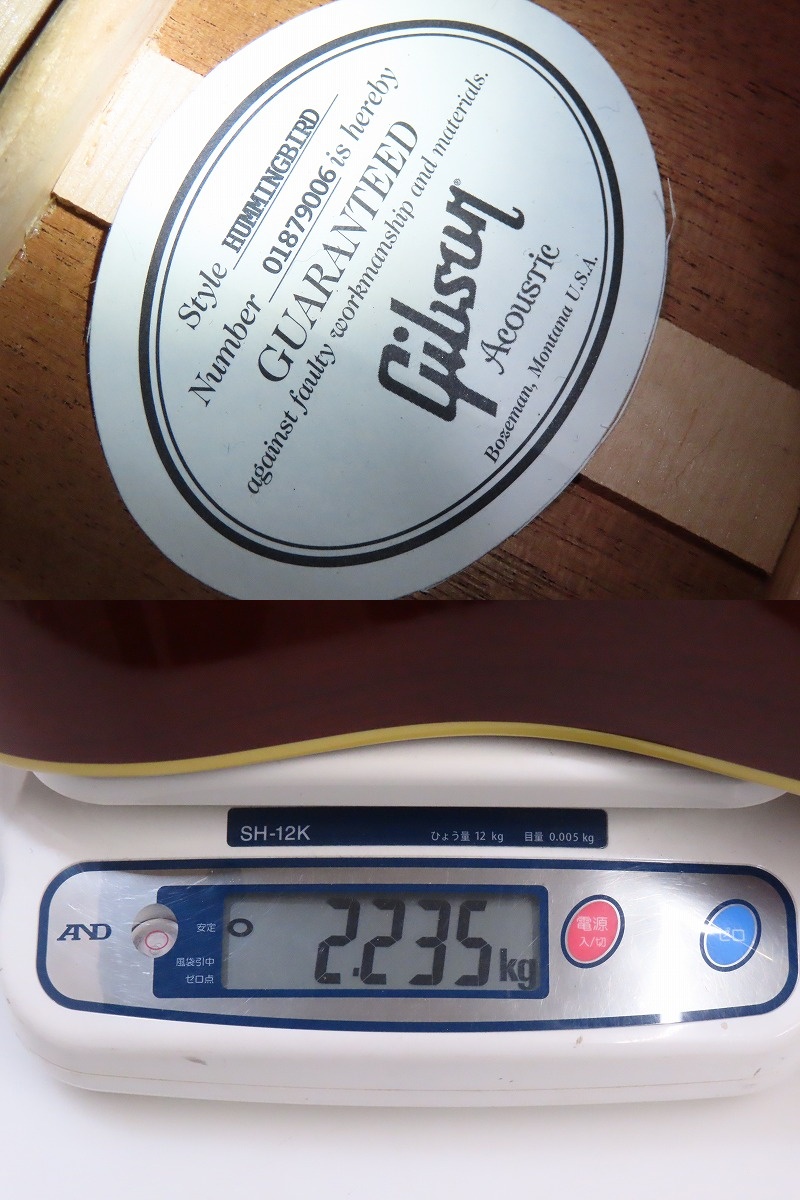 Style HUMMINGBIRD
Number 01879006 is hereby
GUARANTEED
against faulty workmanship and materials.
Gibson®
Acoustic
Bozeman, Montana U.S.A.
SH-12K ひょう量 12 kg 目量 0.005 kg
AND
安定
風袋引中
ゼロ点
2.235 kg
電源
入/切
ゼロ